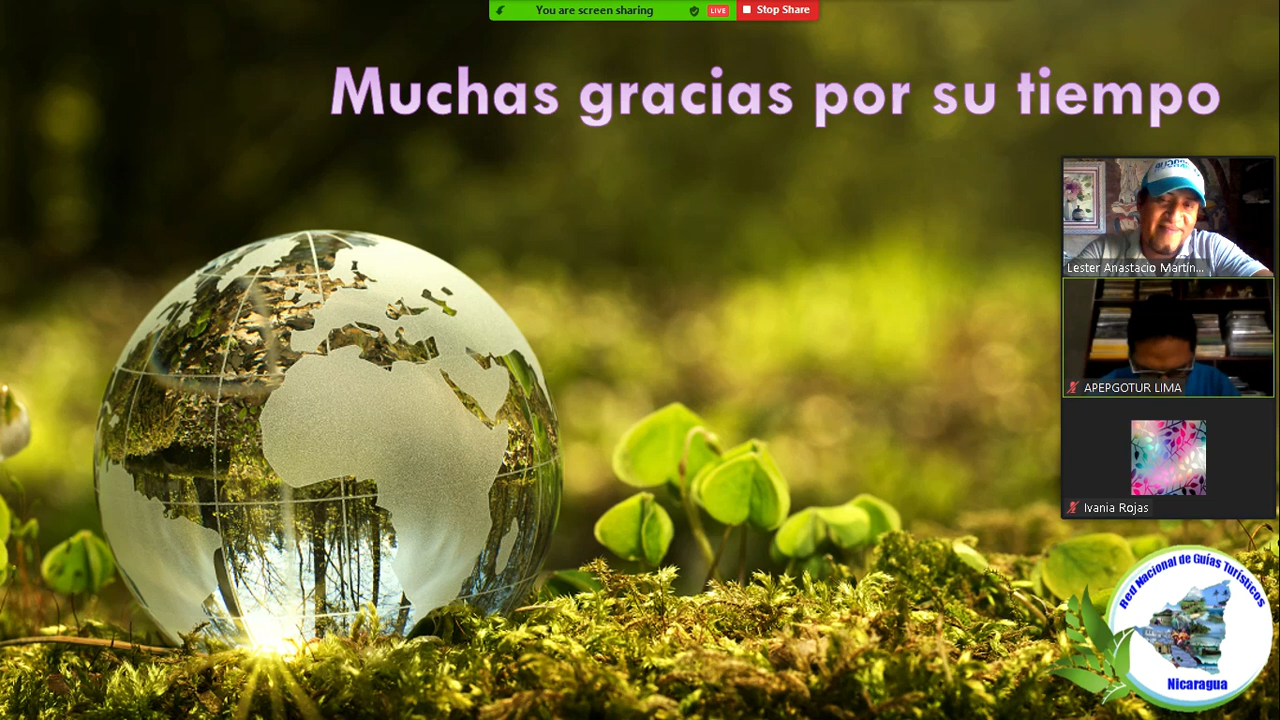 You are screen sharing LIVE Stop Share
Muchas gracias por su tiempo
Lester Anastacio Martín...
APEPGOTUR LIMA
Ivania Rojas
Red Nacional de Guías Turísticos
Nicaragua